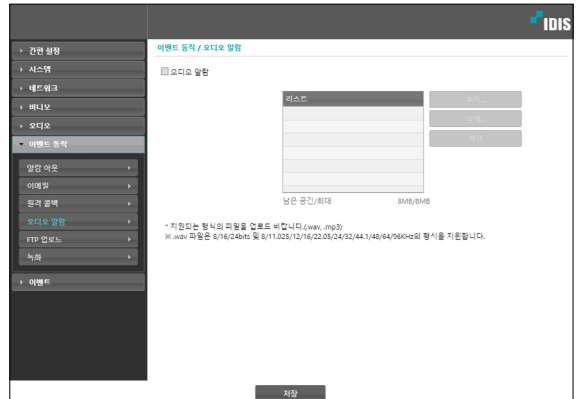 IDIS
간편 설정
시스템
네트워크
비디오
오디오
이벤트 동작
알람 아웃
이메일
원격 콜백
오디오 알람
FTP 업로드
녹화
이벤트
이벤트 동작 / 오디오 알람
오디오 알람
리스트
추가...
삭제...
남은 공간/최대 8MB/8MB
* 지원되는 형식의 파일을 업로드 바랍니다.(.wav, .mp3)
※ .wav 파일은 8/16/24bits 및 8/11.025/12/16/22.05/24/32/44.1/48/64/96KHz의 형식을 지원합니다.
저장